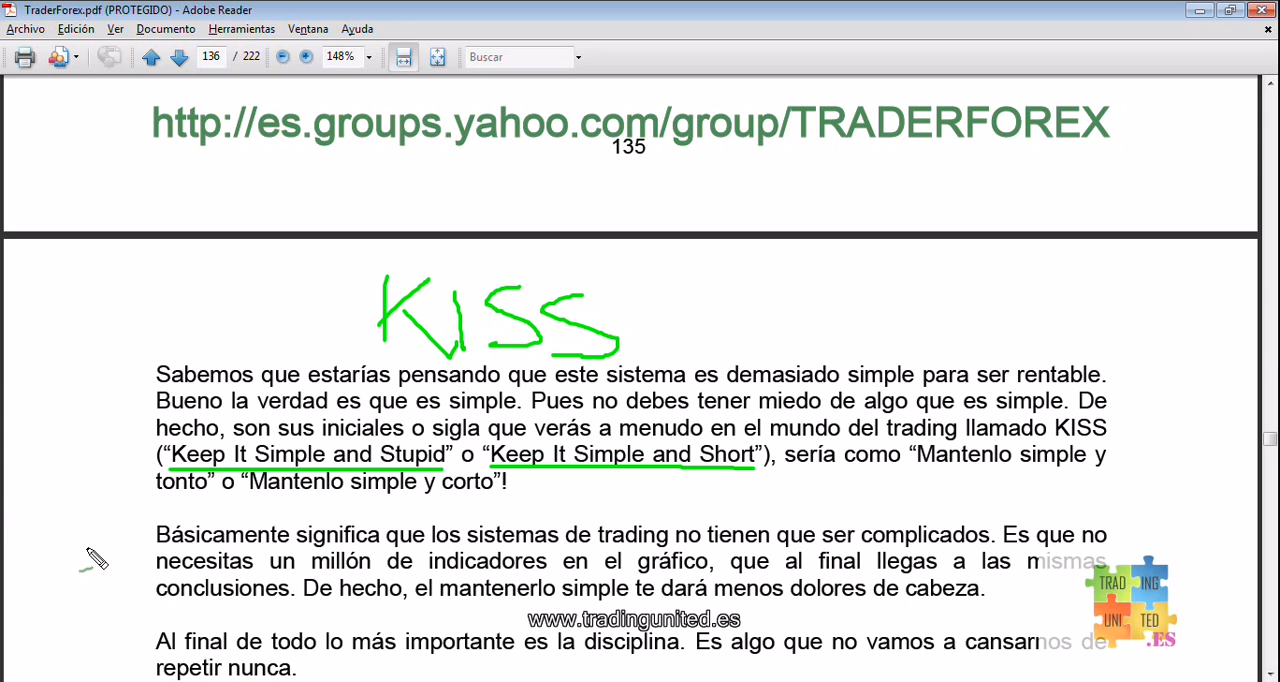 TraderForex.pdf (PROTEGIDO) - Adobe Reader
Archivo Edición Ver Documento Herramientas Ventana Ayuda
136 / 222 148% Buscar
http://es.groups.yahoo.com/group/TRADERFOREX
135
KISS
Sabemos que estarías pensando que este sistema es demasiado simple para ser rentable.
Bueno la verdad es que es simple. Pues no debes tener miedo de algo que es simple. De
hecho, son sus iniciales o sigla que verás a menudo en el mundo del trading llamado KISS
(“Keep It Simple and Stupid” o “Keep It Simple and Short”), sería como “Mantenlo simple y
tonto” o “Mantenlo simple y corto”!
Básicamente significa que los sistemas de trading no tienen que ser complicados. Es que no
necesitas un millón de indicadores en el gráfico, que al final llegas a las mismas
conclusiones. De hecho, el mantenerlo simple te dará menos dolores de cabeza.
TRAD ING
UNI TED
.ES
www.tradingunited.es
Al final de todo lo más importante es la disciplina. Es algo que no vamos a cansarnos de
repetir nunca.